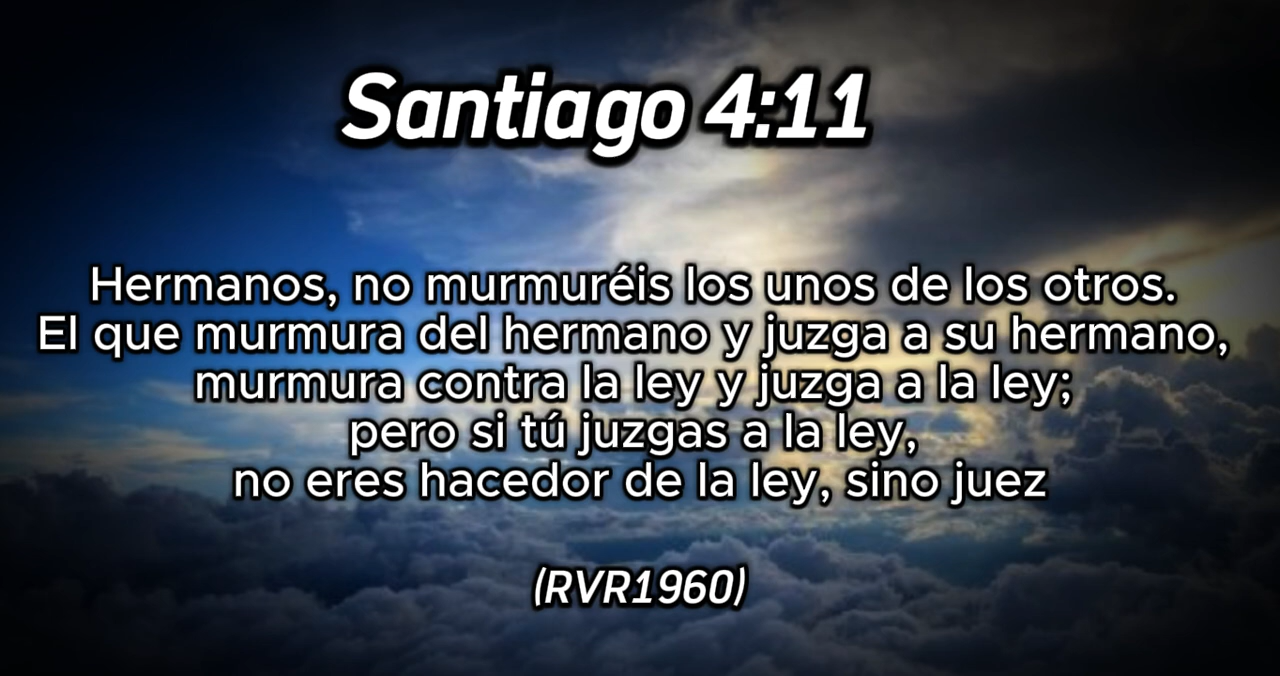 Santiago 4:11
Hermanos, no murmuréis los unos de los otros.
El que murmura del hermano y juzga a su hermano,
murmura contra la ley y juzga a la ley;
pero si tú juzgas a la ley,
no eres hacedor de la ley, sino juez
(RVR1960)